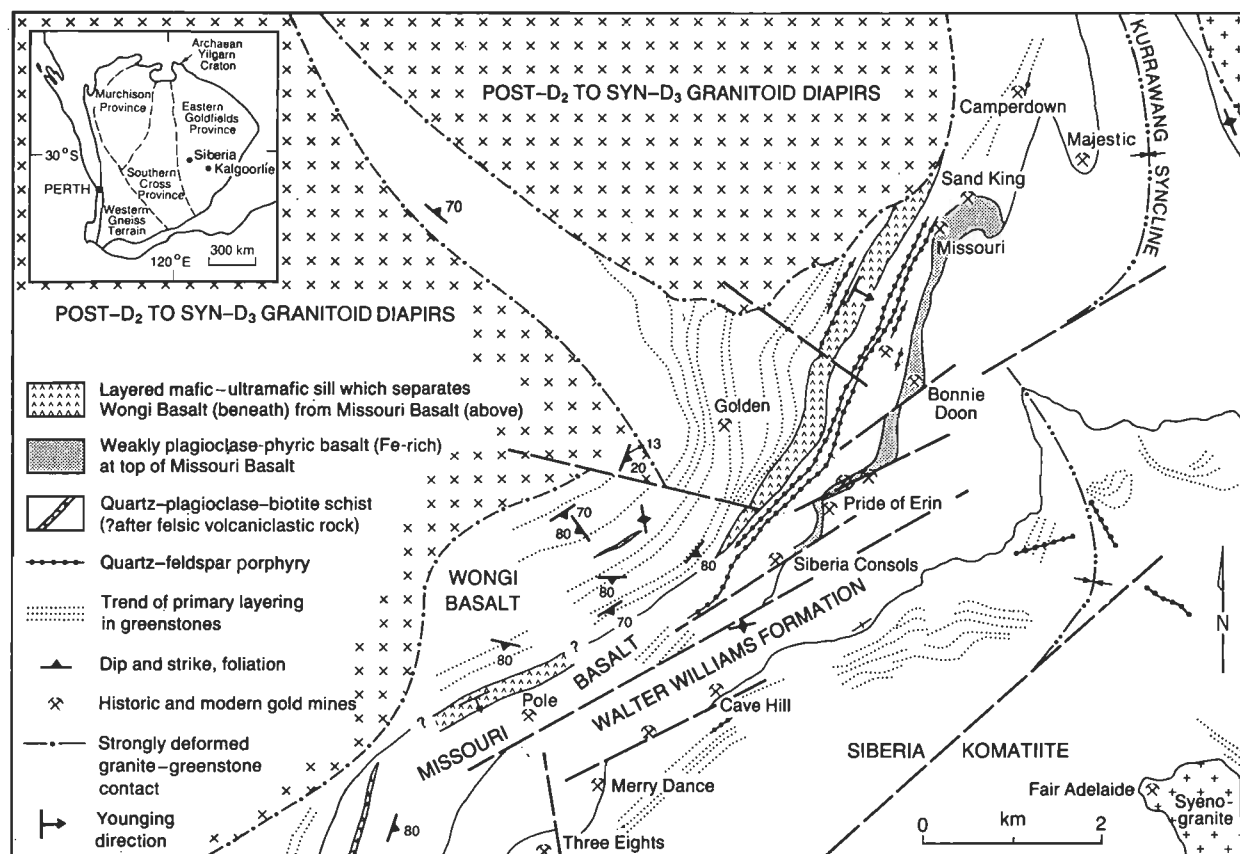 Archaean
Yilgarn
Craton
Murchison
Province
Eastern
Goldfields
Province
30°S
Siberia
Kalgoorlie
PERTH
Southern
Cross
Province
Western
Gneiss
Terrain
120°E
300 km
POST-D2 TO SYN-D3 GRANITOID DIAPIRS
KURRAWANG SYNCLINE
Camperdown
Majestic
Sand King
Missouri
70
POST-D2 TO SYN-D3 GRANITOID DIAPIRS
Layered mafic-ultramafic sill which separates
Wongi Basalt (beneath) from Missouri Basalt (above)
Weakly plagioclase-phyric basalt (Fe-rich)
at top of Missouri Basalt
Quartz-plagioclase-biotite schist
(?after felsic volcaniclastic rock)
Quartz-feldspar porphyry
Trend of primary layering
in greenstones
Dip and strike, foliation
Historic and modern gold mines
Strongly deformed
granite-greenstone
contact
Younging
direction
Golden
Bonnie
Doon
13
20
70
80
Pride of Erin
80
Siberia Consols
WONGI
BASALT
80
70
80
?
?
MISSOURI BASALT
WALTER WILLIAMS FORMATION
Pole
Cave Hill
Merry Dance
Three Eights
80
SIBERIA KOMATIITE
Fair Adelaide
Syeno-
granite
0 km 2
N